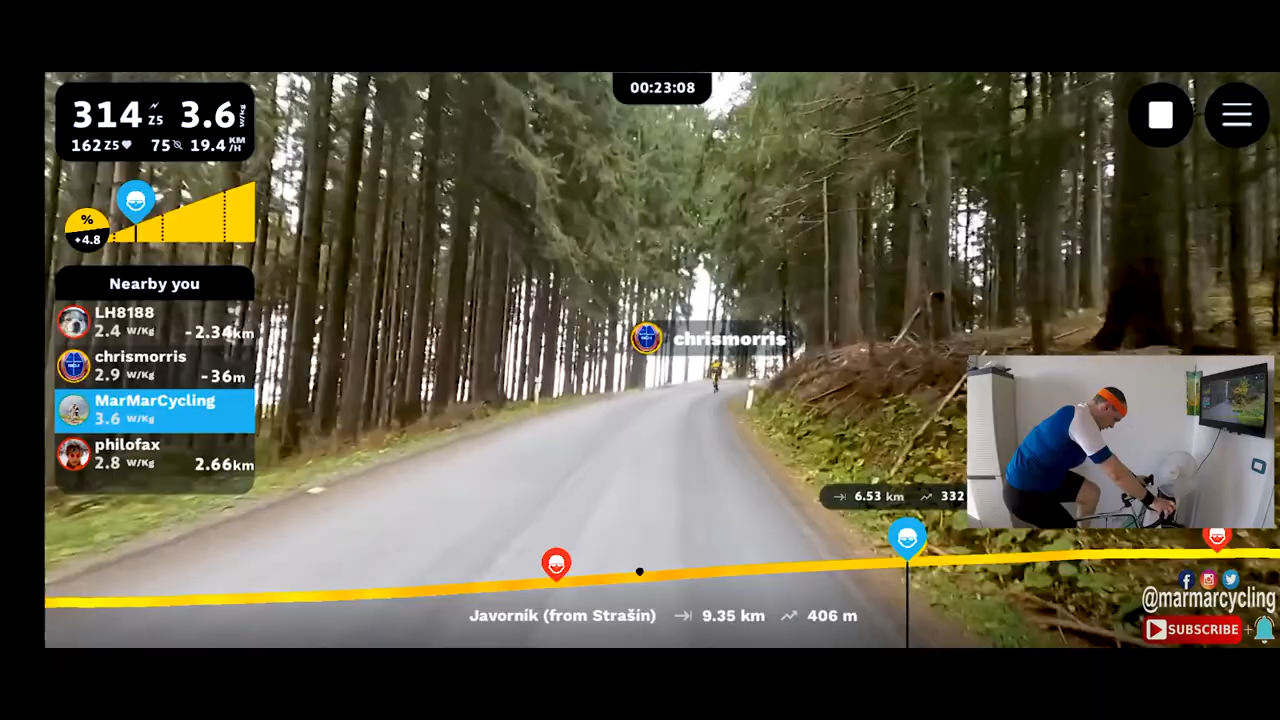 00:23:08
314 Z5 3.6 W/kg
162 Z5 75 19.4 KM/H
%
+4.8
Nearby you
LH8188
2.4 W/Kg -2.34km
chrismorris
2.9 W/Kg -36m
MarMarCycling
3.6 W/Kg
philofax
2.8 W/Kg 2.66km
chrismorris
6.53 km 332
Javorník (from Strašín) 9.35 km 406 m
@marmarcycling
SUBSCRIBE +